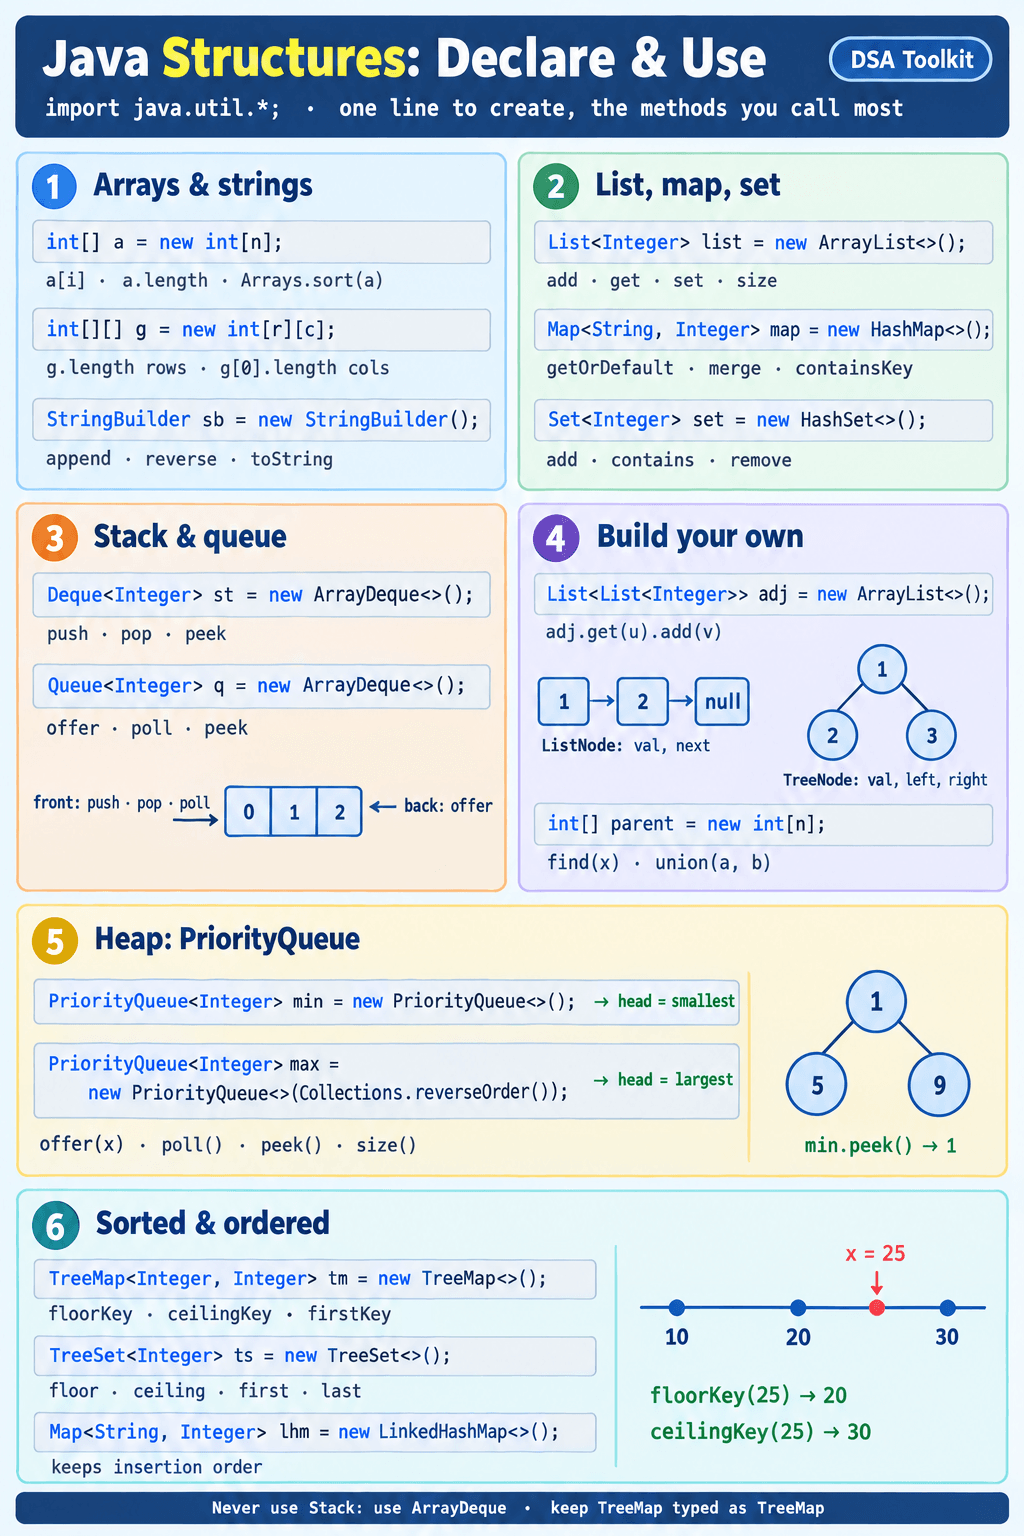 Java Structures: Declare & Use
DSA Toolkit
import java.util.*; · one line to create, the methods you call most
1 Arrays & strings
int[] a = new int[n];
a[i] · a.length · Arrays.sort(a)
int[][] g = new int[r][c];
g.length rows · g[0].length cols
StringBuilder sb = new StringBuilder();
append · reverse · toString
2 List, map, set
List<Integer> list = new ArrayList<>();
add · get · set · size
Map<String, Integer> map = new HashMap<>();
getOrDefault · merge · containsKey
Set<Integer> set = new HashSet<>();
add · contains · remove
3 Stack & queue
Deque<Integer> st = new ArrayDeque<>();
push · pop · peek
Queue<Integer> q = new ArrayDeque<>();
offer · poll · peek
front: push · pop · poll → 0 1 2 ← back: offer
4 Build your own
List<List<Integer>> adj = new ArrayList<>();
adj.get(u).add(v)
1 → 2 → null
ListNode: val, next
1
2 3
TreeNode: val, left, right
int[] parent = new int[n];
find(x) · union(a, b)
5 Heap: PriorityQueue
PriorityQueue<Integer> min = new PriorityQueue<>(); → head = smallest
PriorityQueue<Integer> max =
new PriorityQueue<>(Collections.reverseOrder()); → head = largest
offer(x) · poll() · peek() · size()
1
5 9
min.peek() → 1
6 Sorted & ordered
TreeMap<Integer, Integer> tm = new TreeMap<>();
floorKey · ceilingKey · firstKey
TreeSet<Integer> ts = new TreeSet<>();
floor · ceiling · first · last
Map<String, Integer> lhm = new LinkedHashMap<>();
keeps insertion order
x = 25
10 20 30
floorKey(25) → 20
ceilingKey(25) → 30
Never use Stack: use ArrayDeque · keep TreeMap typed as TreeMap